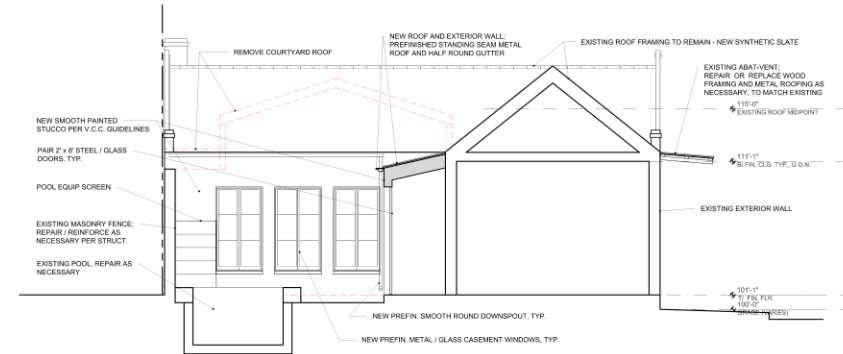 REMOVE COURTYARD ROOF
NEW ROOF AND EXTERIOR WALL;
PREFINISHED STANDING SEAM METAL
ROOF AND HALF ROUND GUTTER
EXISTING ROOF FRAMING TO REMAIN - NEW SYNTHETIC SLATE
EXISTING ABAT-VENT;
REPAIR OR REPLACE WOOD
FRAMING AND METAL ROOFING AS
NECESSARY, TO MATCH EXISTING
115'-0"
EXISTING ROOF MIDPOINT
NEW SMOOTH PAINTED
STUCCO PER V.C.C. GUIDELINES
PAIR 2' x 8' STEEL / GLASS
DOORS, TYP.
111'-1"
B/ FIN. CLG. TYP., U.O.N.
POOL EQUIP SCREEN
EXISTING EXTERIOR WALL
EXISTING MASONRY FENCE;
REPAIR / REINFORCE AS
NECESSARY PER STRUCT.
EXISTING POOL, REPAIR AS
NECESSARY
101'-1"
T/ FIN. FLR.
100'-0"
GRADE (VARIES)
NEW PREFIN. SMOOTH ROUND DOWNSPOUT, TYP.
NEW PREFIN. METAL / GLASS CASEMENT WINDOWS, TYP.